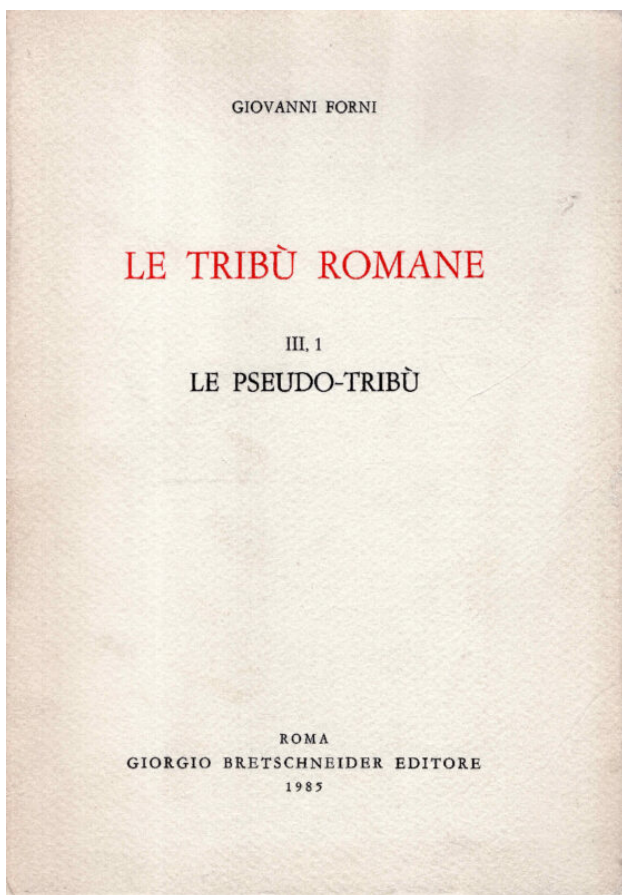 GIOVANNI FORNI
LE TRIBÙ ROMANE
III, 1
LE PSEUDO-TRIBÙ
ROMA
GIORGIO BRETSCHNEIDER EDITORE
1985